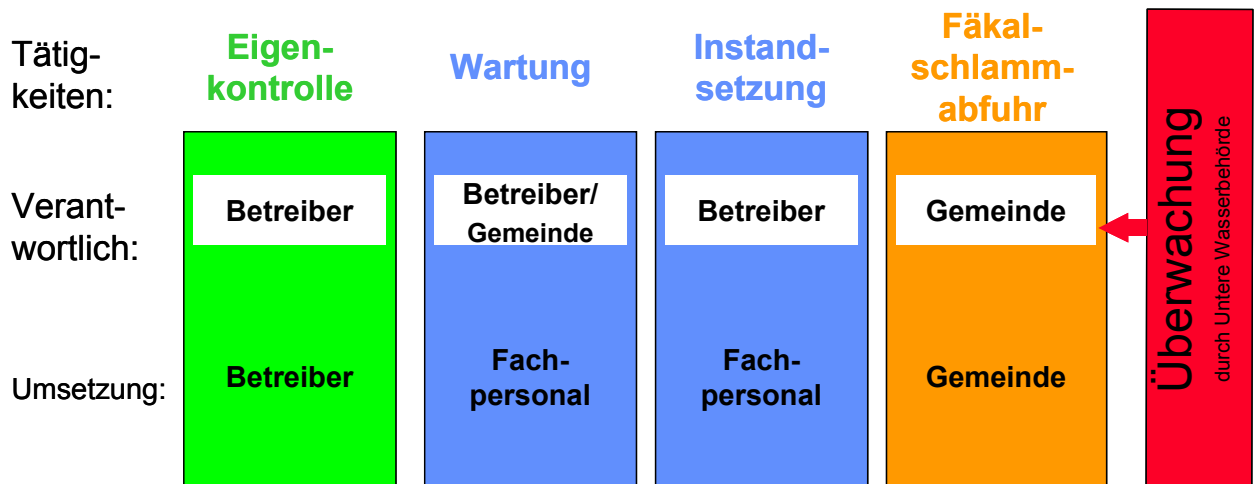 Tätig-
keiten:
Eigen-
kontrolle
Wartung
Instand-
setzung
Fäkal-
schlamm-
abfuhr
Verant-
wortlich:
Betreiber
Betreiber/
Gemeinde
Betreiber
Gemeinde
Umsetzung:
Betreiber
Fach-
personal
Fach-
personal
Gemeinde
Überwachung
durch Untere Wasserbehörde